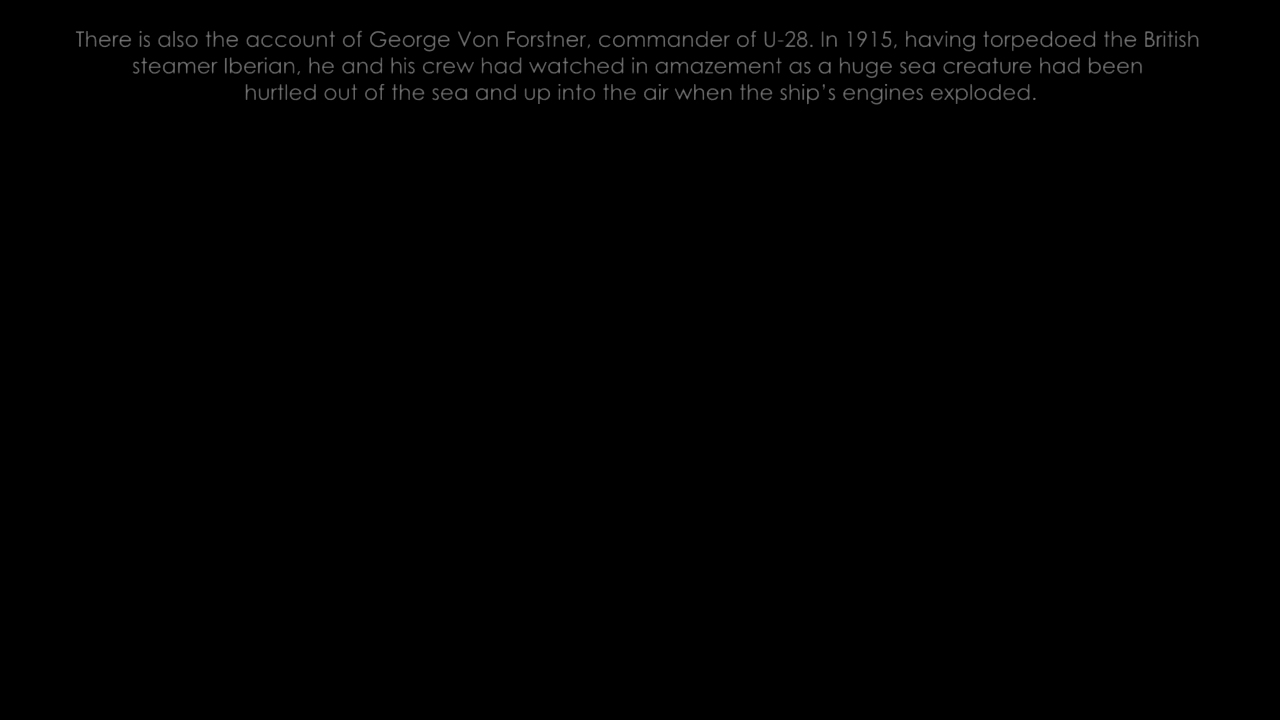 There is also the account of George Von Forstner, commander of U-28. In 1915, having torpedoed the British
steamer Iberian, he and his crew had watched in amazement as a huge sea creature had been
hurtled out of the sea and up into the air when the ship's engines exploded.